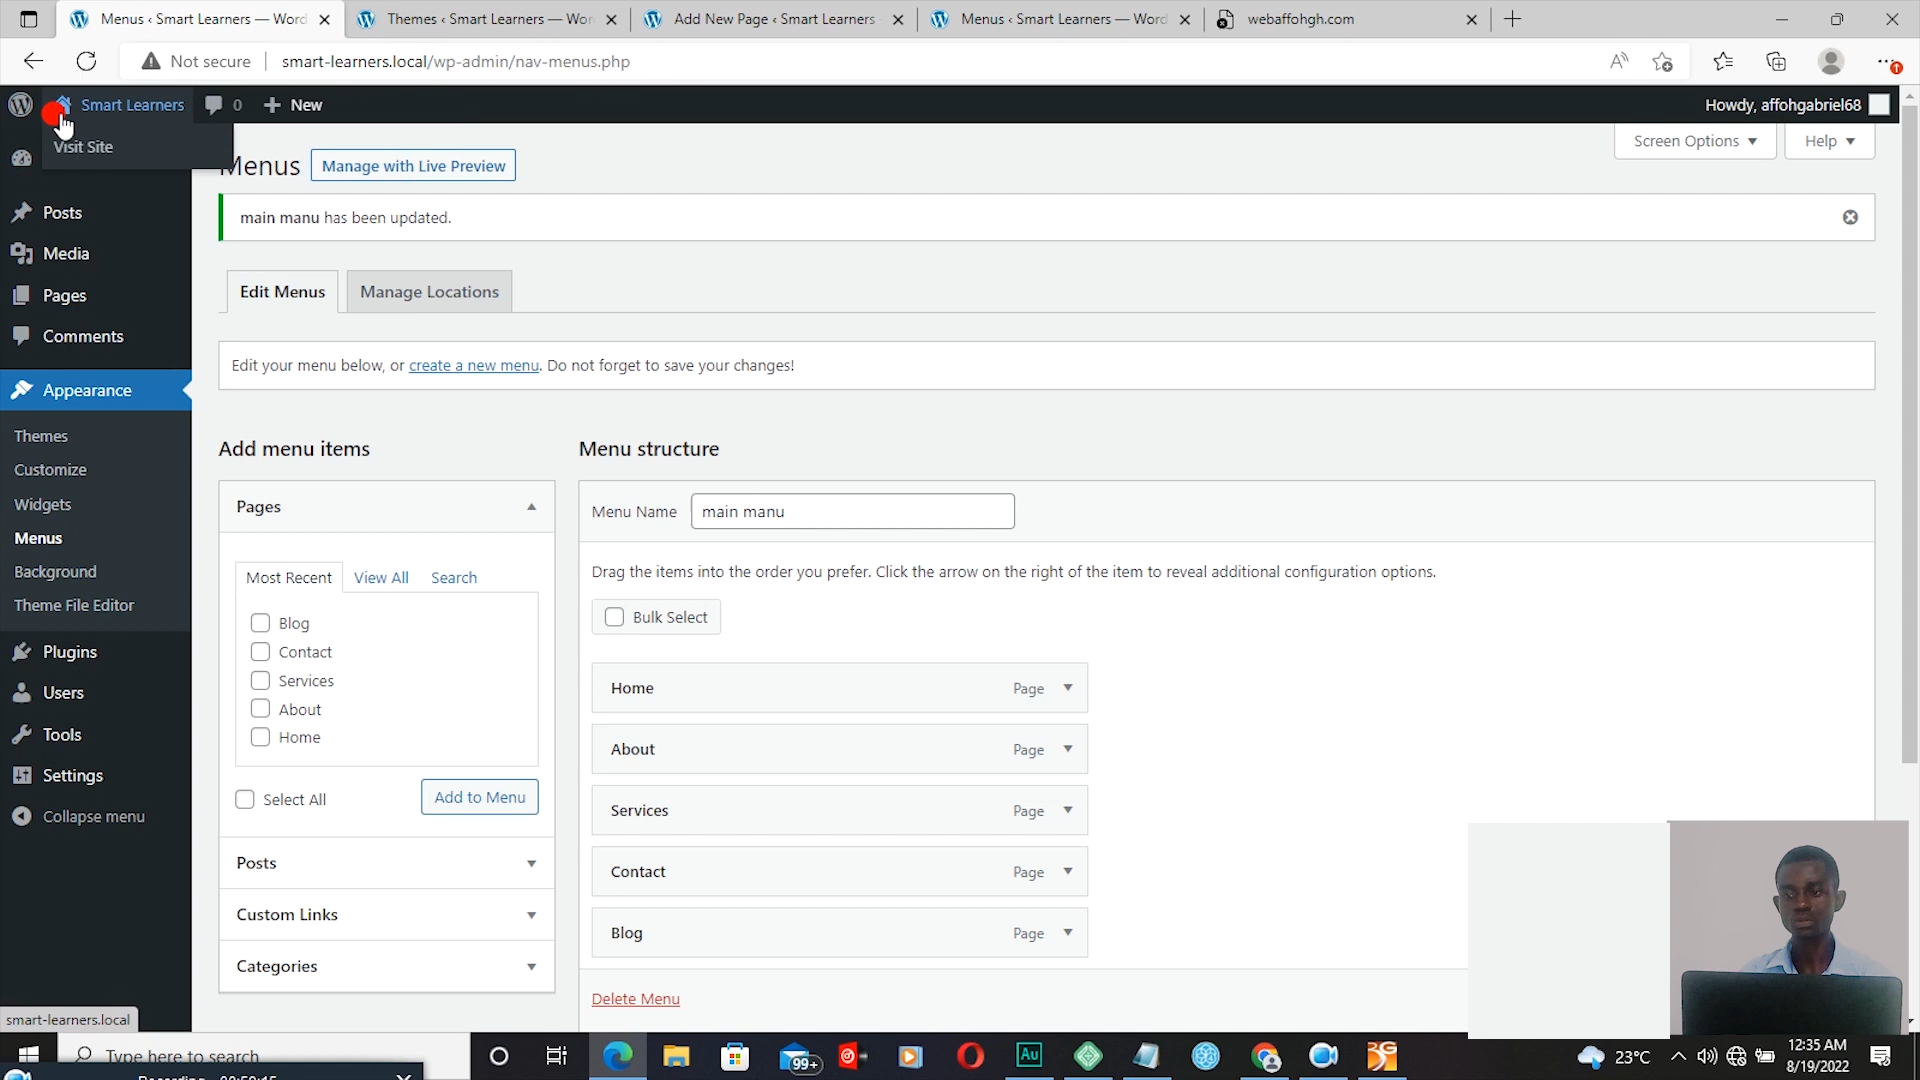 Menus ‹ Smart Learners — Word
Themes ‹ Smart Learners — Wor
Add New Page ‹ Smart Learners
Menus ‹ Smart Learners — Word
webaffohgh.com
Not secure
smart-learners.local/wp-admin/nav-menus.php
Smart Learners
0
New
Howdy, affohgabriel68
Visit Site
Screen Options
Help
Menus
Manage with Live Preview
main manu has been updated.
Posts
Media
Pages
Comments
Appearance
Themes
Customize
Widgets
Menus
Background
Theme File Editor
Plugins
Users
Tools
Settings
Collapse menu
Edit Menus
Manage Locations
Edit your menu below, or create a new menu. Do not forget to save your changes!
Add menu items
Pages
Most Recent
View All
Search
Blog
Contact
Services
About
Home
Select All
Add to Menu
Posts
Custom Links
Categories
Menu structure
Menu Name
main manu
Drag the items into the order you prefer. Click the arrow on the right of the item to reveal additional configuration options.
Bulk Select
Home Page
About Page
Services Page
Contact Page
Blog Page
Delete Menu
smart-learners.local
Type here to search
99+
Au
23°C
12:35 AM
8/19/2022